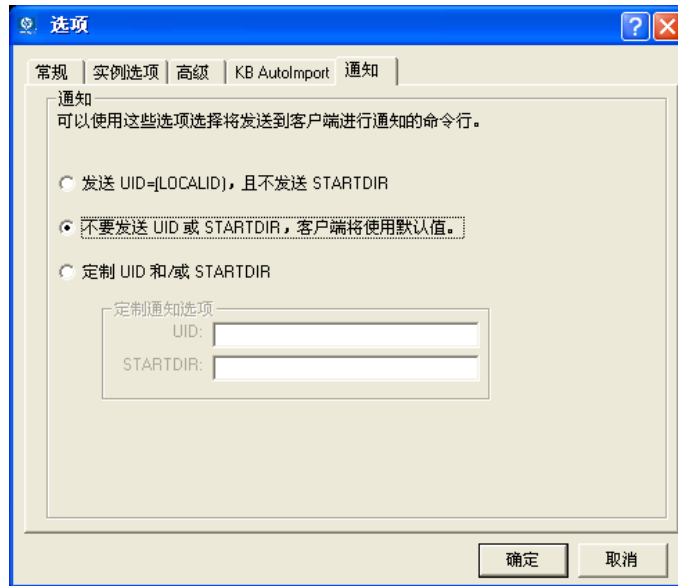 选项
常规 实例选项 高级 KB AutoImport 通知
通知
可以使用这些选项选择将发送到客户端进行通知的命令行。
发送 UID=[LOCALID]，且不发送 STARTDIR
不要发送 UID 或 STARTDIR，客户端将使用默认值。
定制 UID 和/或 STARTDIR
定制通知选项
UID:
STARTDIR:
确定 取消